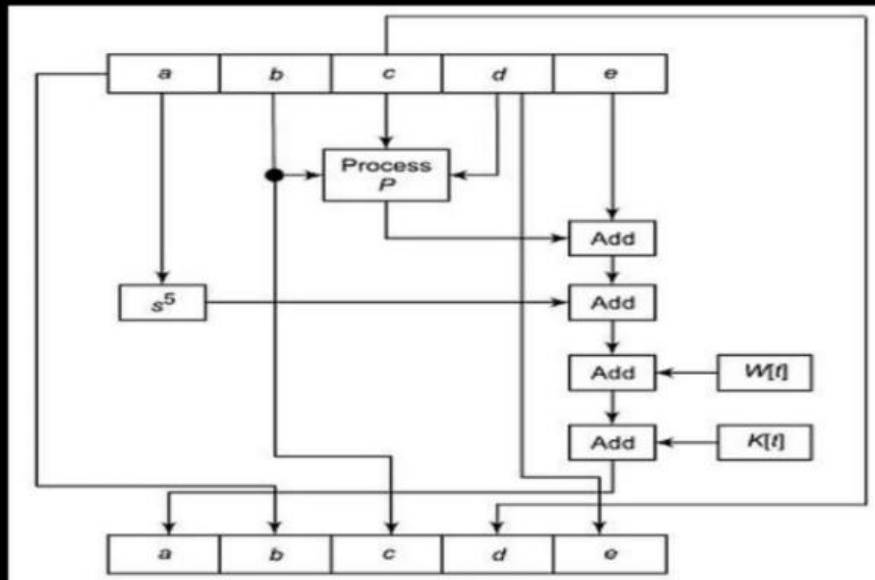 a b c d e
Process
P
Add
s⁵ Add
Add W[t]
Add K[t]
a b c d e